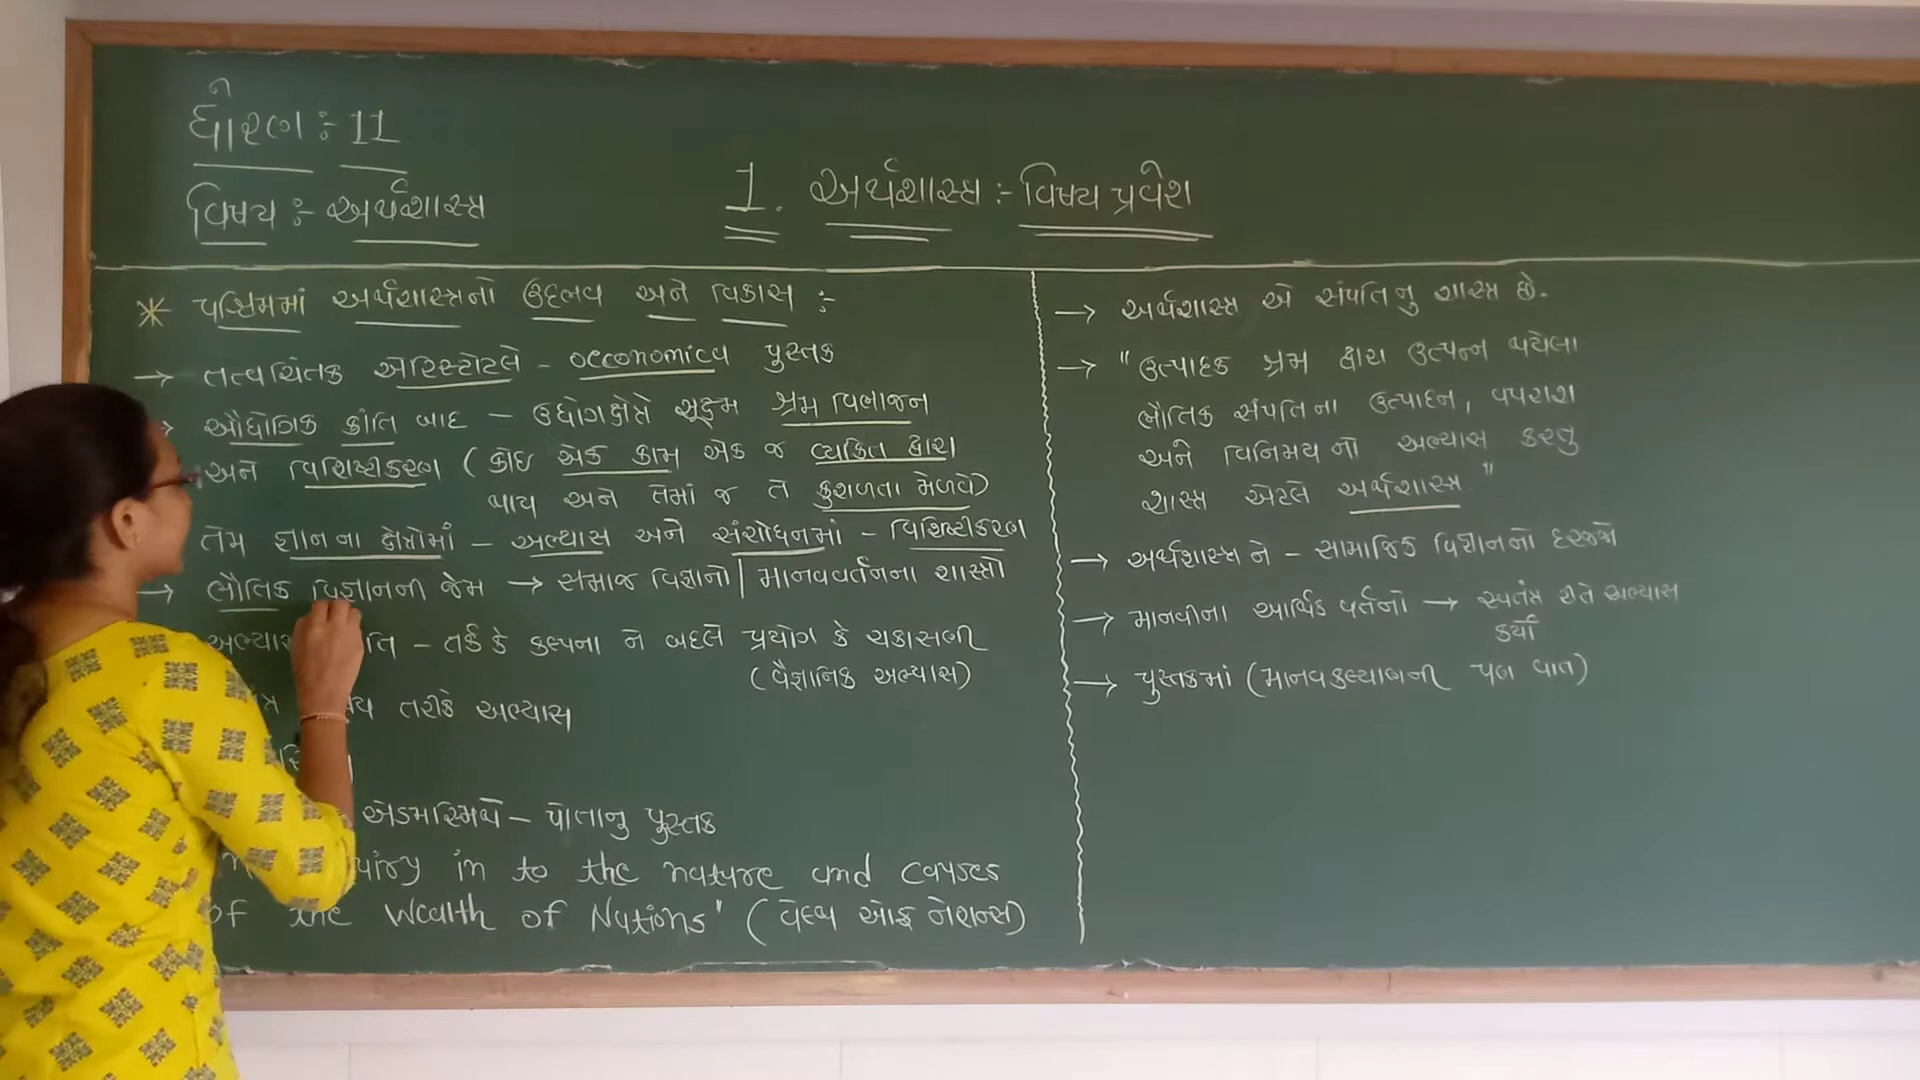 ધોરણ :- 11
વિષય :- અર્થશાસ્ત્ર
1. અર્થશાસ્ત્ર :- વિષય પ્રવેશ
* પશ્ચિમમાં અર્થશાસ્ત્રનો ઉદ્દભવ અને વિકાસ :-
→ તત્વચિંતક એરિસ્ટોટલે - oeconomica પુસ્તક
ઔદ્યોગિક ક્રાંતિ બાદ - ઉદ્યોગક્ષેત્રે સૂક્ષ્મ શ્રમ વિભાજન
અને વિશિષ્ટીકરણ (કોઇ એક કામ એક જ વ્યકિત દ્વારા
થાય અને તેમાં જ તે કુશળતા મેળવે)
તેમ જ્ઞાનના ક્ષેત્રોમાં - અભ્યાસ અને સંશોધનમાં - વિશિષ્ટીકરણ
→ ભૌતિક વિજ્ઞાનની જેમ → સમાજ વિજ્ઞાનો | માનવવર્તનના શાસ્ત્રો
તિ - તર્ક કે કલ્પના ને બદલે પ્રયોગ કે ચકાસણી
(વૈજ્ઞાનિક અભ્યાસ)
તરીકે અભ્યાસ
એડમસ્મિથે - પોતાનુ પુસ્તક
in to the nature and causes
of the Wealth of Nations" (વેલ્થ ઓફ નેશન્સ)
→ અર્થશાસ્ત્ર એ સંપતિનુ શાસ્ત્ર છે.
→ "ઉત્પાદક શ્રમ દ્વારા ઉત્પન્ન થયેલા
ભૌતિક સંપતિના ઉત્પાદન, વપરાશ
અને વિનિમયનો અભ્યાસ કરતુ
શાસ્ત્ર એટલે અર્થશાસ્ત્ર"
→ અર્થશાસ્ત્રને - સામાજિક વિજ્ઞાનનો દરજ્જો
→ માનવીના આર્થિક વર્તનો → સ્વતંત્ર રીતે અભ્યાસ
કર્યો
→ પુસ્તકમાં (માનવકલ્યાણની પણ વાત)